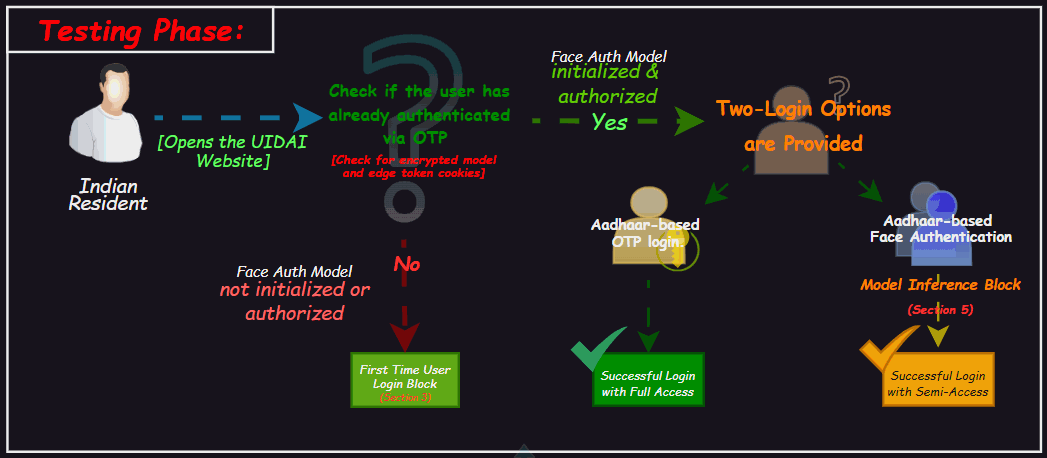 Testing Phase:
Indian
Resident
[Opens the UIDAI
Website]
Check if the user has
already authenticated
via OTP
[Check for encrypted model
and edge token cookies]
Face Auth Model
initialized &
authorized
Yes
Two-Login Options
are Provided
Aadhaar-based
OTP login
Aadhaar-based
Face Authentication
Model Inference Block
(Section 5)
No
Face Auth Model
not initialized or
authorized
First Time User
Login Block
(Section 3)
Successful Login
with Full Access
Successful Login
with Semi-Access